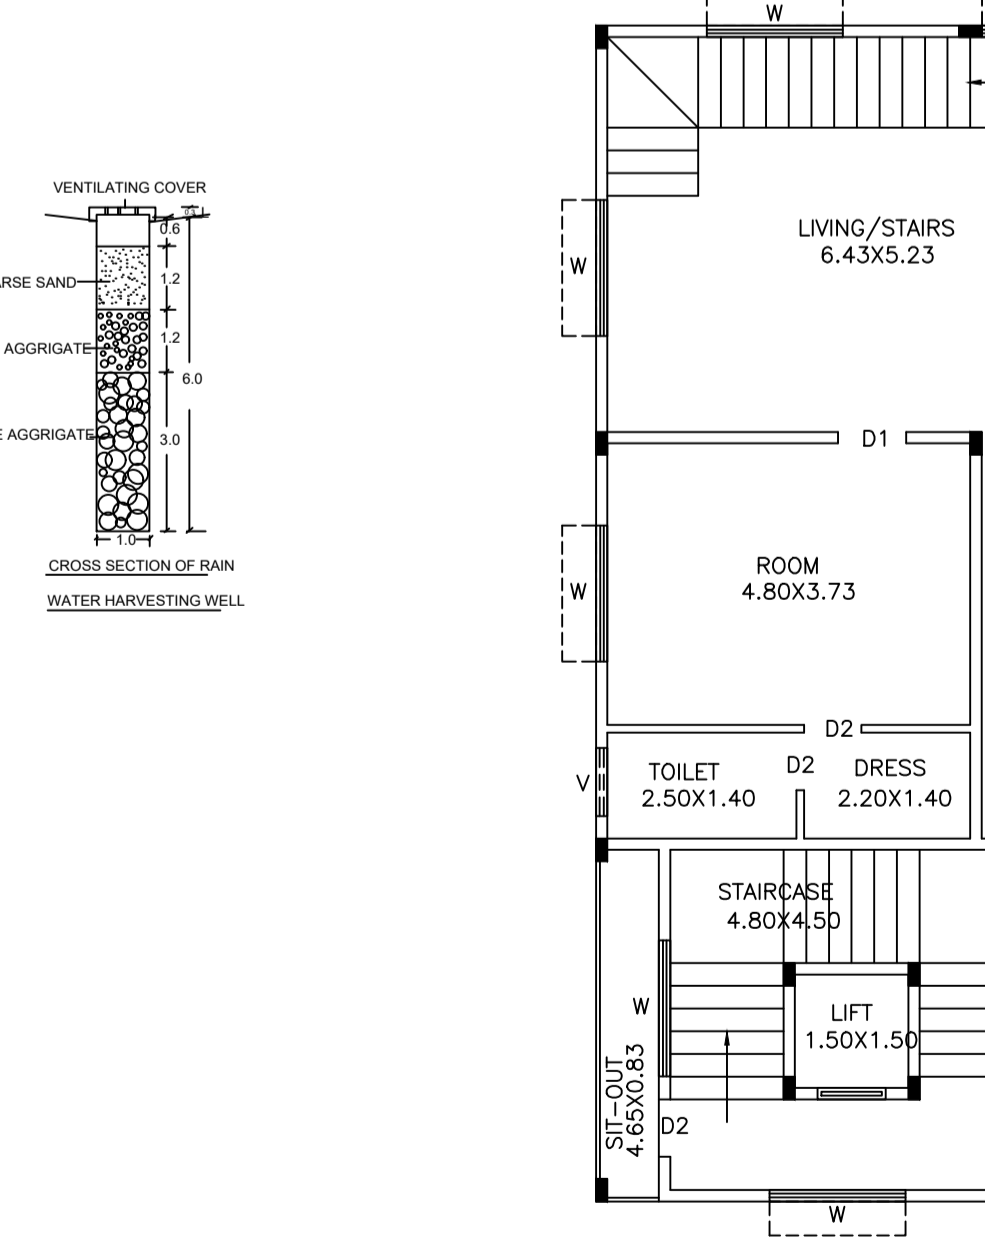 VENTILATING COVER
0.3
0.6
ARSE SAND
1.2
AGGRIGATE
1.2
6.0
E AGGRIGATE
3.0
1.0
CROSS SECTION OF RAIN
WATER HARVESTING WELL
W
LIVING/STAIRS
6.43X5.23
W
D1
ROOM
4.80X3.73
W
D2
TOILET
2.50X1.40
D2
DRESS
2.20X1.40
V
STAIRCASE
4.80X4.50
W
LIFT
1.50X1.50
SIT-OUT
4.65X0.83
D2
W